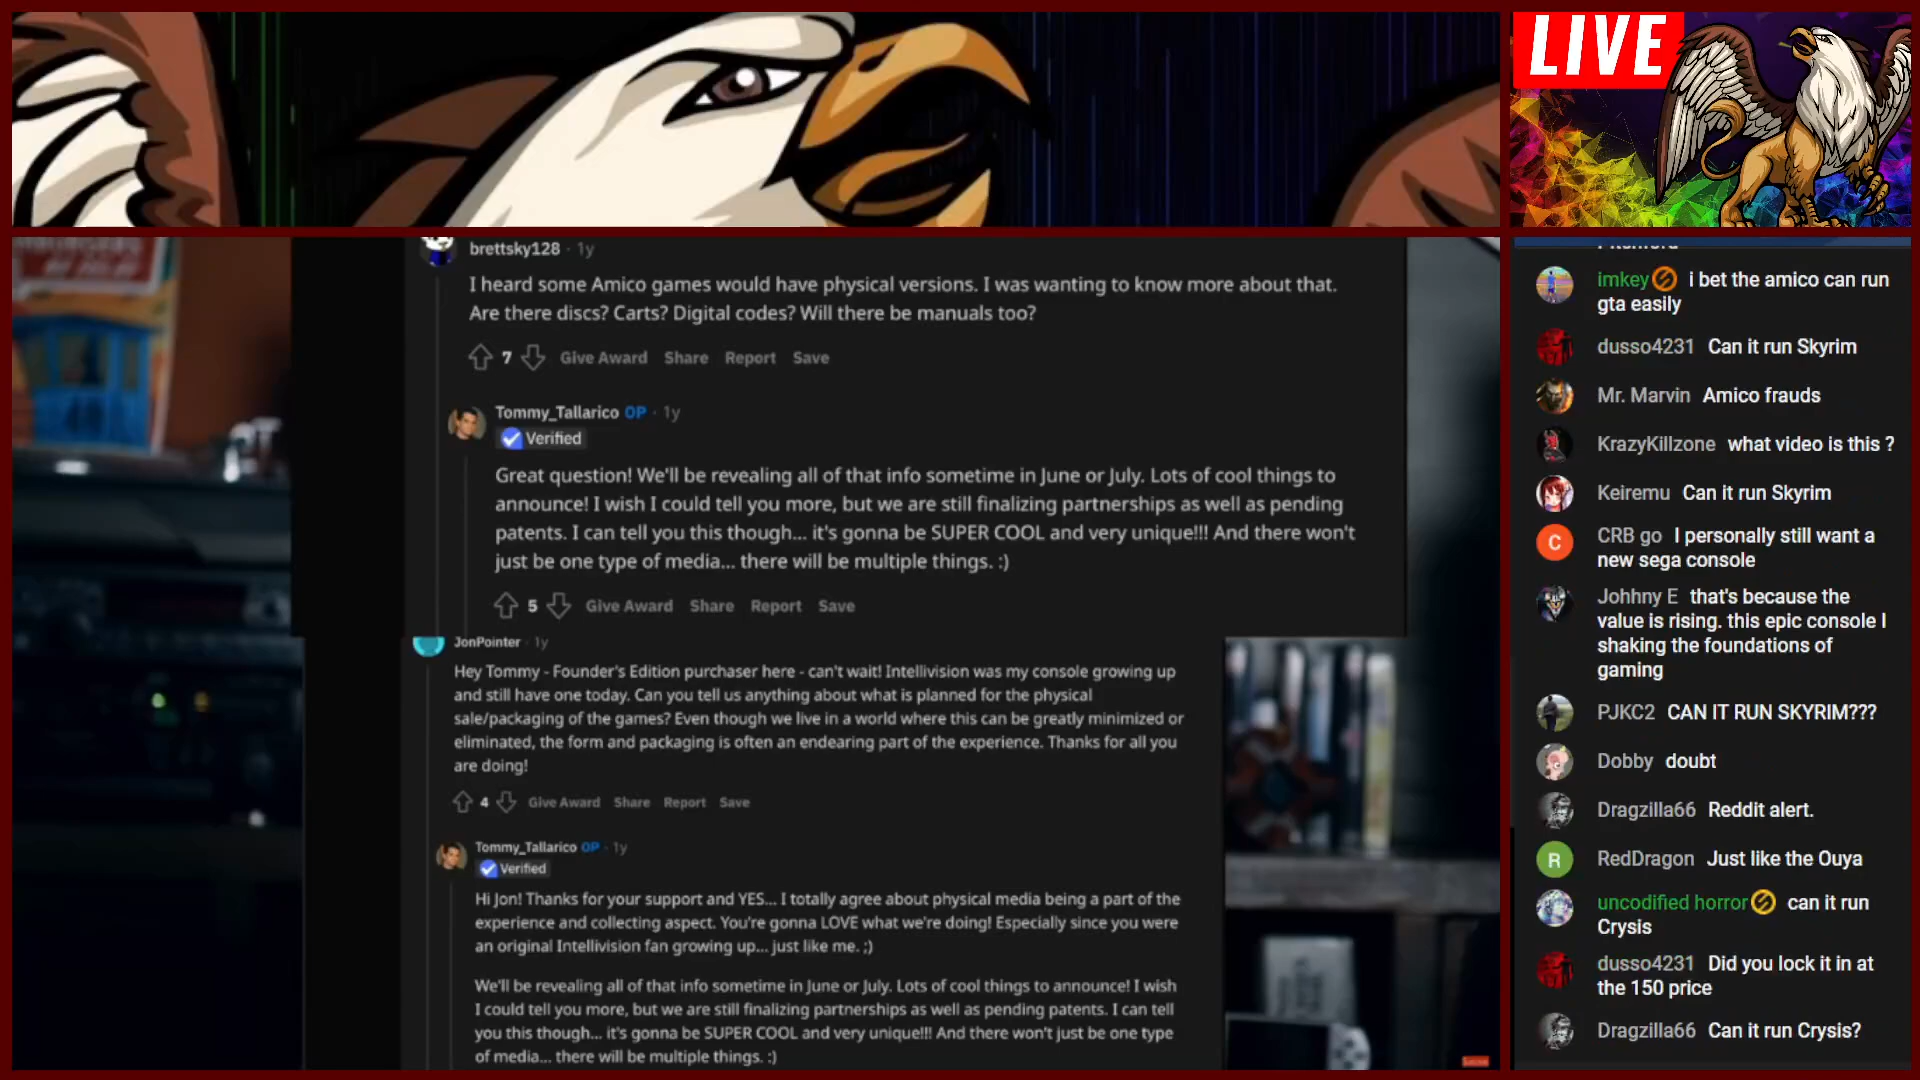 LIVE
brettsky128 · 1y
I heard some Amico games would have physical versions. I was wanting to know more about that.
Are there discs? Carts? Digital codes? Will there be manuals too?
7 Give Award Share Report Save
Tommy_Tallarico OP · 1y
Verified
Great question! We'll be revealing all of that info sometime in June or July. Lots of cool things to
announce! I wish I could tell you more, but we are still finalizing partnerships as well as pending
patents. I can tell you this though... it's gonna be SUPER COOL and very unique!!! And there won't
just be one type of media... there will be multiple things. :)
5 Give Award Share Report Save
JonPointer · 1y
Hey Tommy - Founder's Edition purchaser here - can't wait! Intellivision was my console growing up
and still have one today. Can you tell us anything about what is planned for the physical
sale/packaging of the games? Even though we live in a world where this can be greatly minimized or
eliminated, the form and packaging is often an endearing part of the experience. Thanks for all you
are doing!
4 Give Award Share Report Save
Tommy_Tallarico OP · 1y
Verified
Hi Jon! Thanks for your support and YES... I totally agree about physical media being a part of the
experience and collecting aspect. You're gonna LOVE what we're doing! Especially since you were
an original Intellivision fan growing up... just like me. ;)
We'll be revealing all of that info sometime in June or July. Lots of cool things to announce! I wish
I could tell you more, but we are still finalizing partnerships as well as pending patents. I can tell
you this though... it's gonna be SUPER COOL and very unique!!! And there won't just be one type
of media... there will be multiple things. :)
imkey i bet the amico can run
gta easily
dusso4231 Can it run Skyrim
Mr. Marvin Amico frauds
KrazyKillzone what video is this ?
Keiremu Can it run Skyrim
C
CRB go I personally still want a
new sega console
Johhny E that's because the
value is rising. this epic console I
shaking the foundations of
gaming
PJKC2 CAN IT RUN SKYRIM???
Dobby doubt
Dragzilla66 Reddit alert.
R
RedDragon Just like the Ouya
uncodified horror can it run
Crysis
dusso4231 Did you lock it in at
the 150 price
Dragzilla66 Can it run Crysis?